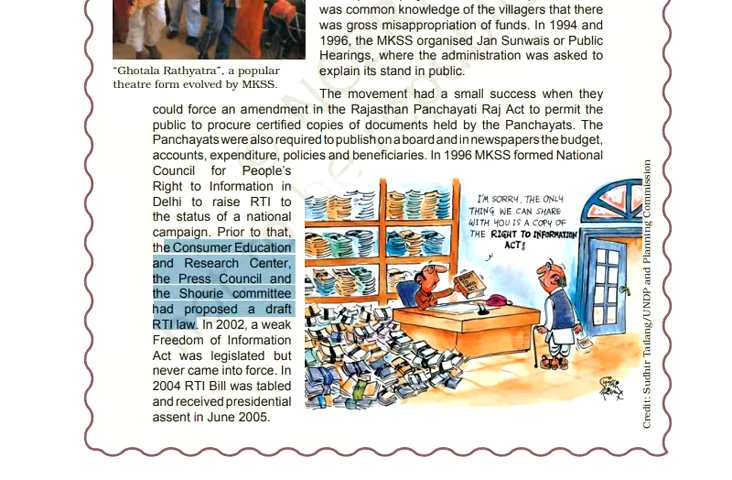 was common knowledge of the villagers that there
was gross misappropriation of funds. In 1994 and
1996, the MKSS organised Jan Sunwais or Public
Hearings, where the administration was asked to
explain its stand in public.
"Ghotala Rathyatra", a popular
theatre form evolved by MKSS.
The movement had a small success when they
could force an amendment in the Rajasthan Panchayati Raj Act to permit the
public to procure certified copies of documents held by the Panchayats. The
Panchayats were also required to publish on a board and in newspapers the budget,
accounts, expenditure, policies and beneficiaries. In 1996 MKSS formed National
Council for People's
Right to Information in
Delhi to raise RTI to
the status of a national
campaign. Prior to that,
the Consumer Education
and Research Center,
the Press Council and
the Shourie committee
had proposed a draft
RTI law. In 2002, a weak
Freedom of Information
Act was legislated but
never came into force. In
2004 RTI Bill was tabled
and received presidential
assent in June 2005.
I'M SORRY. THE ONLY
THING WE CAN SHARE
WITH YOU IS A COPY OF
THE RIGHT TO INFORMATION
ACT!
Credit: Sudhir Tailang/UNDP and Planning Commission